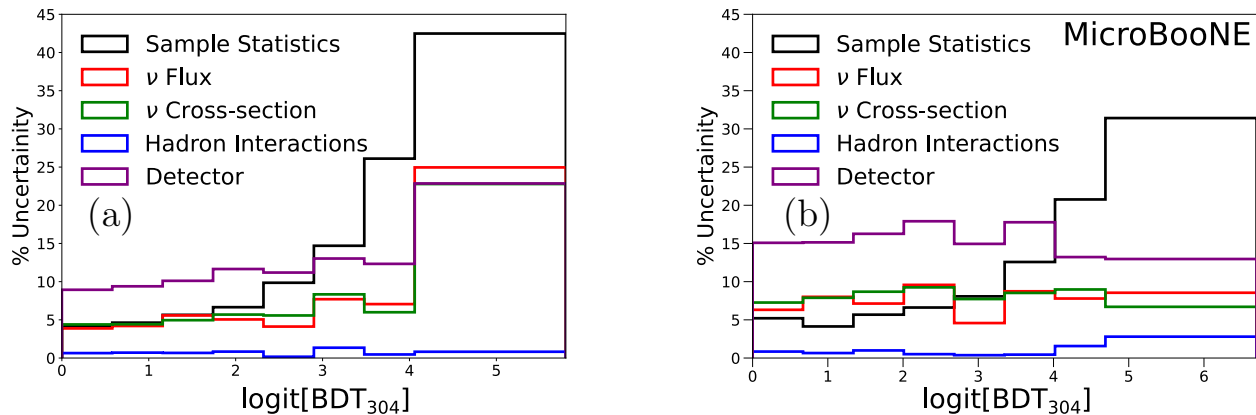 45
40
35
30
25
20
15
10
5
0
% Uncertainity
Sample Statistics
ν Flux
ν Cross-section
Hadron Interactions
Detector
(a)
0 1 2 3 4 5
logit[BDT₃₀₄]
45
40
35
30
25
20
15
10
5
0
% Uncertainity
MicroBooNE
Sample Statistics
ν Flux
ν Cross-section
Hadron Interactions
Detector
(b)
0 1 2 3 4 5 6
logit[BDT₃₀₄]